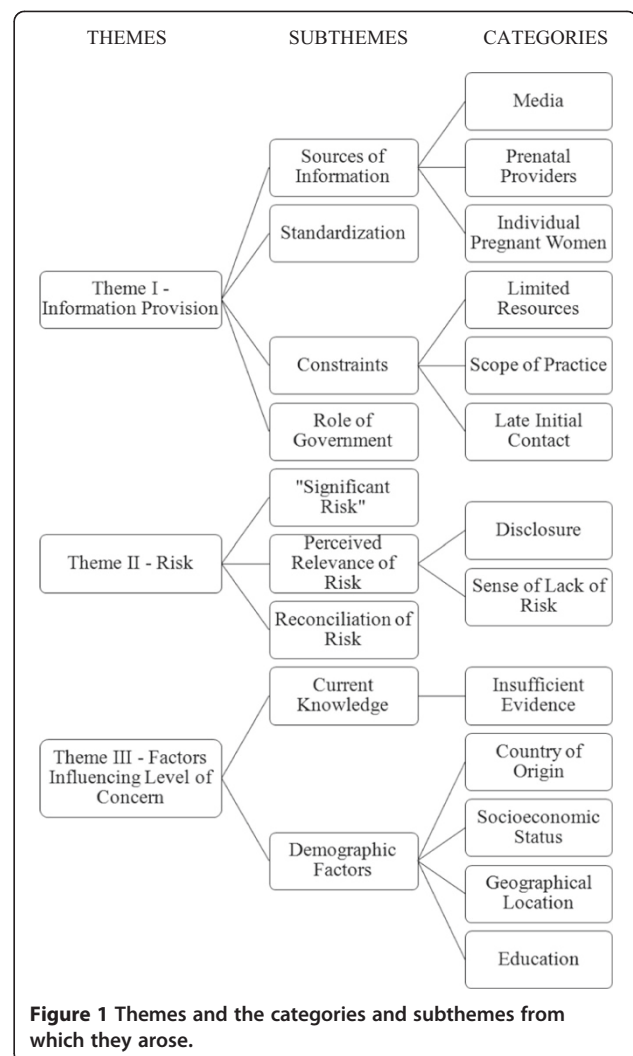 THEMES SUBTHEMES CATEGORIES
Media
Sources of
Information
Prenatal
Providers
Individual
Pregnant Women
Standardization
Theme I -
Information Provision
Limited
Resources
Constraints
Scope of Practice
Late Initial
Contact
Role of
Government
"Significant
Risk"
Theme II - Risk
Perceived
Relevance of
Risk
Disclosure
Sense of Lack of
Risk
Reconciliation of
Risk
Current
Knowledge
Insufficient
Evidence
Theme III - Factors
Influencing Level of
Concern
Country of
Origin
Socioeconomic
Status
Demographic
Factors
Geographical
Location
Education
Figure 1 Themes and the categories and subthemes from
which they arose.